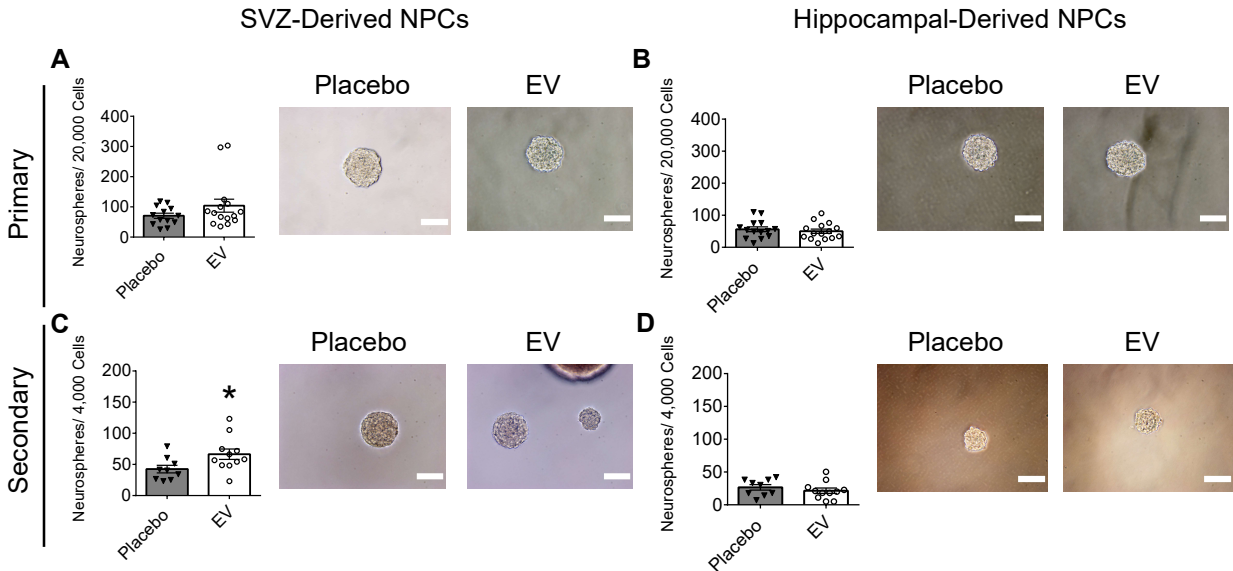 SVZ-Derived NPCs
Hippocampal-Derived NPCs
Primary
A
Neurospheres/ 20,000 Cells
400
300
200
100
0
Placebo
EV
Placebo
EV
B
Neurospheres/ 20,000 Cells
400
300
200
100
0
Placebo
EV
Placebo
EV
Secondary
C
Neurospheres/ 4,000 Cells
200
150
100
50
0
*
Placebo
EV
Placebo
EV
D
Neurospheres/ 4,000 Cells
200
150
100
50
0
Placebo
EV
Placebo
EV